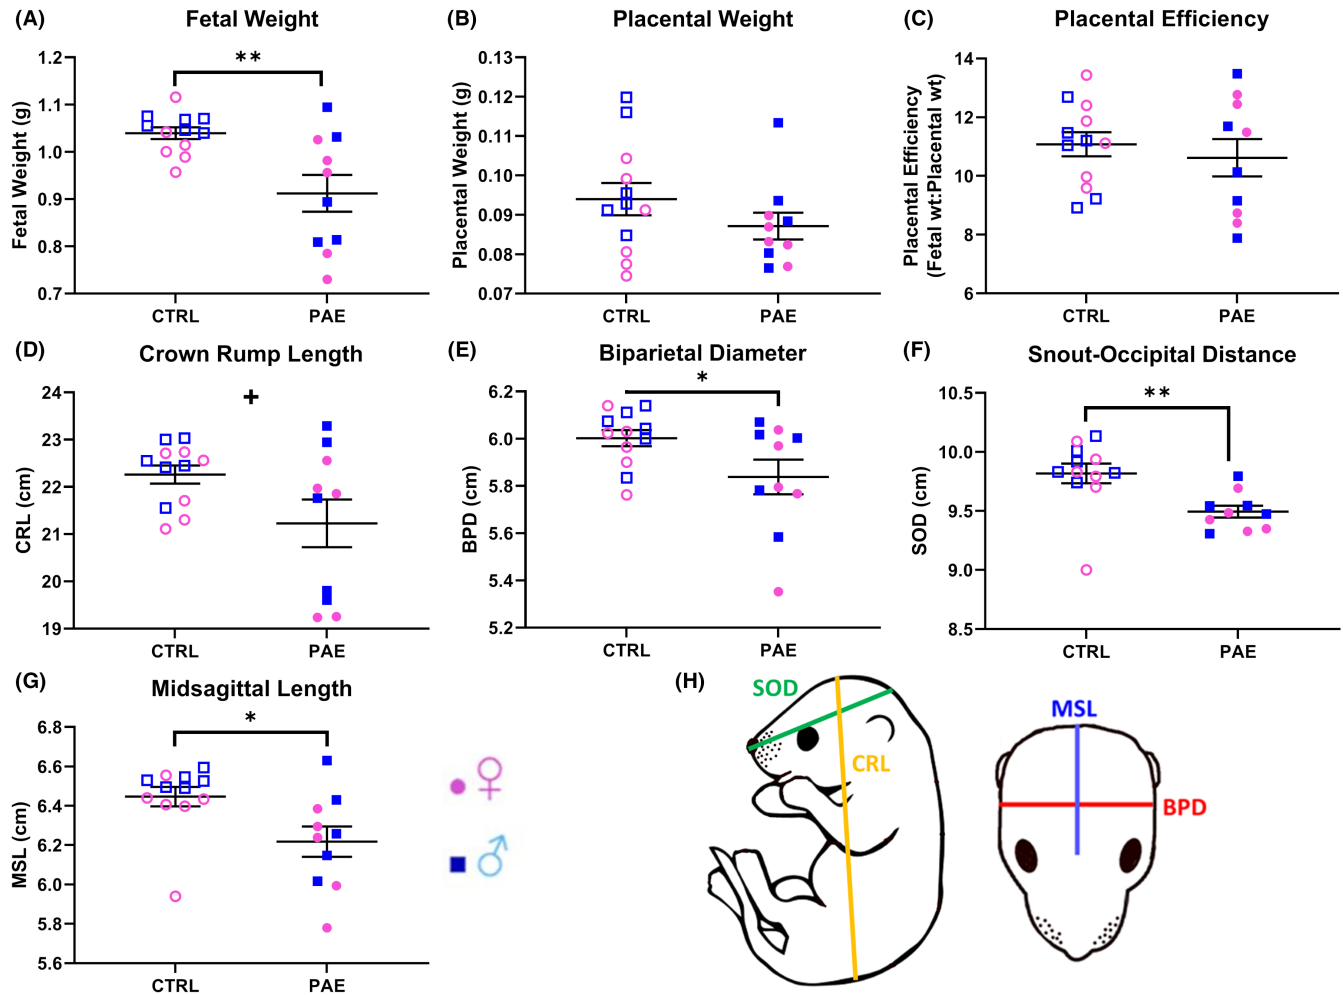 (A) Fetal Weight
**
Fetal Weight (g)
1.2
1.1
1.0
0.9
0.8
0.7
CTRL PAE
(B) Placental Weight
Placental Weight (g)
0.13
0.12
0.11
0.10
0.09
0.08
0.07
CTRL PAE
(C) Placental Efficiency
Placental Efficiency
(Fetal wt:Placental wt)
14
12
10
8
6
CTRL PAE
(D) Crown Rump Length
+
CRL (cm)
24
23
22
21
20
19
CTRL PAE
(E) Biparietal Diameter
*
BPD (cm)
6.2
6.0
5.8
5.6
5.4
5.2
CTRL PAE
(F) Snout-Occipital Distance
**
SOD (cm)
10.5
10.0
9.5
9.0
8.5
CTRL PAE
(G) Midsagittal Length
*
MSL (cm)
6.8
6.6
6.4
6.2
6.0
5.8
5.6
CTRL PAE
♀
♂
(H)
SOD
CRL
MSL
BPD